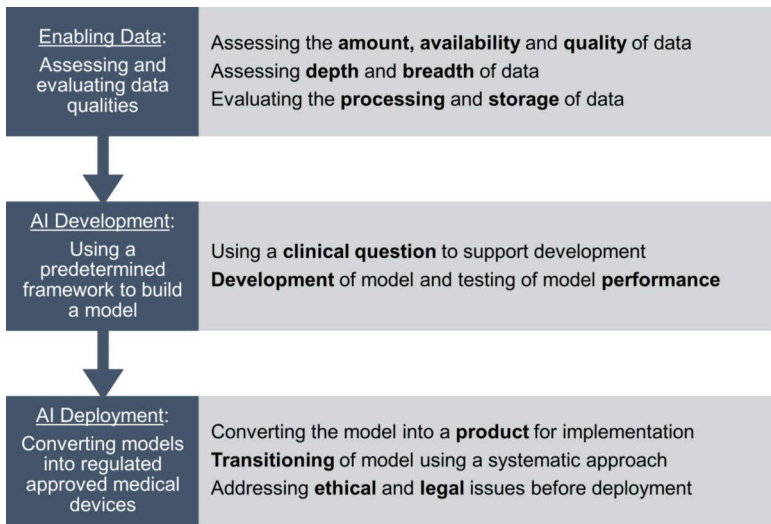 Enabling Data:
Assessing and
evaluating data
qualities
Assessing the amount, availability and quality of data
Assessing depth and breadth of data
Evaluating the processing and storage of data
AI Development:
Using a
predetermined
framework to build
a model
Using a clinical question to support development
Development of model and testing of model performance
AI Deployment:
Converting models
into regulated
approved medical
devices
Converting the model into a product for implementation
Transitioning of model using a systematic approach
Addressing ethical and legal issues before deployment